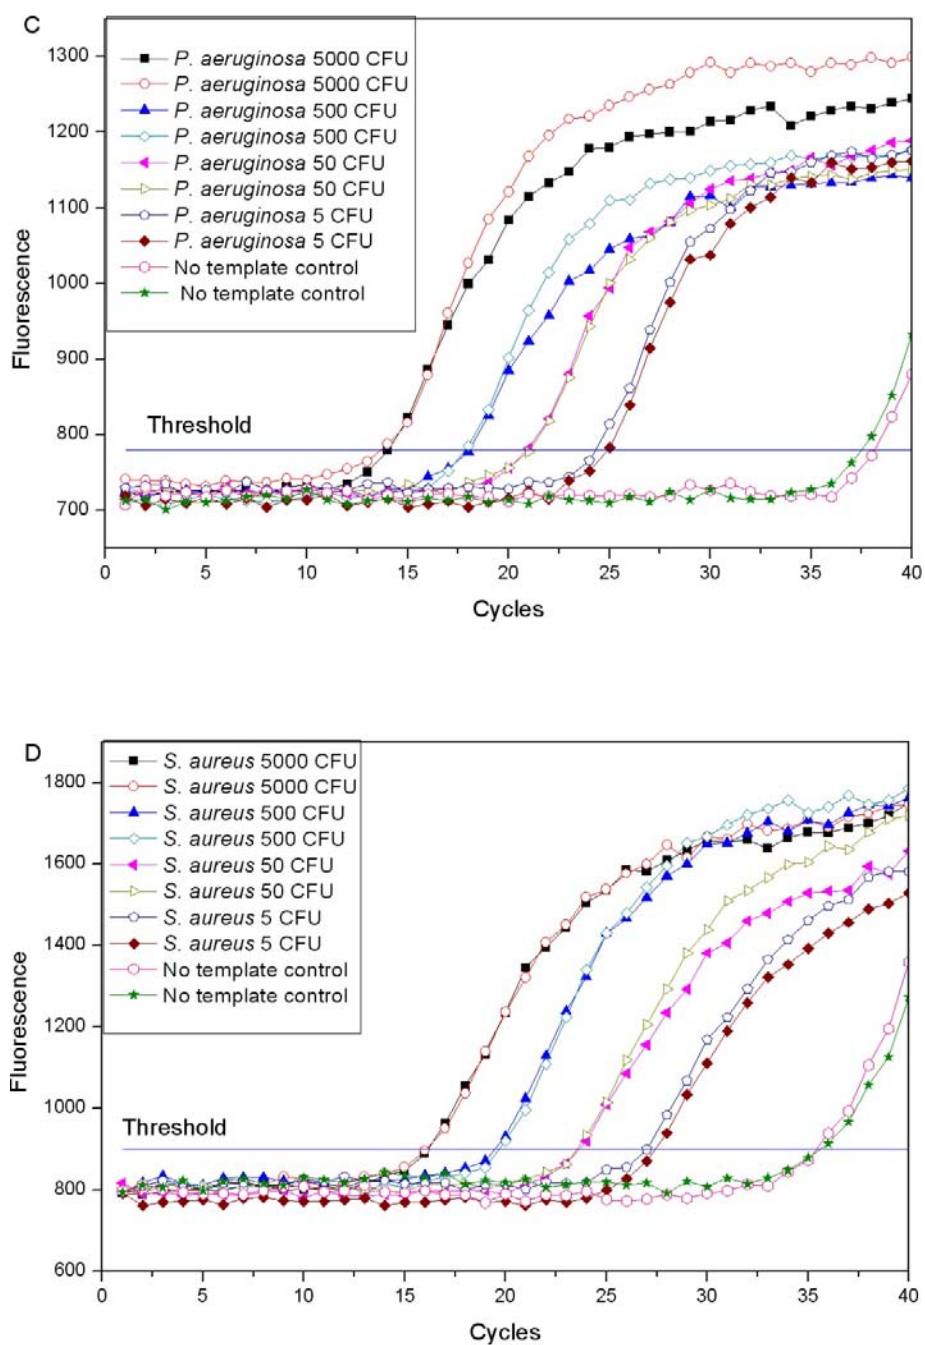 C
P. aeruginosa 5000 CFU
P. aeruginosa 5000 CFU
P. aeruginosa 500 CFU
P. aeruginosa 500 CFU
P. aeruginosa 50 CFU
P. aeruginosa 50 CFU
P. aeruginosa 5 CFU
P. aeruginosa 5 CFU
No template control
No template control
Threshold
Fluorescence
1300
1200
1100
1000
900
800
700
0 5 10 15 20 25 30 35 40
Cycles
D
S. aureus 5000 CFU
S. aureus 5000 CFU
S. aureus 500 CFU
S. aureus 500 CFU
S. aureus 50 CFU
S. aureus 50 CFU
S. aureus 5 CFU
S. aureus 5 CFU
No template control
No template control
Threshold
Fluorescence
1800
1600
1400
1200
1000
800
600
0 5 10 15 20 25 30 35 40
Cycles